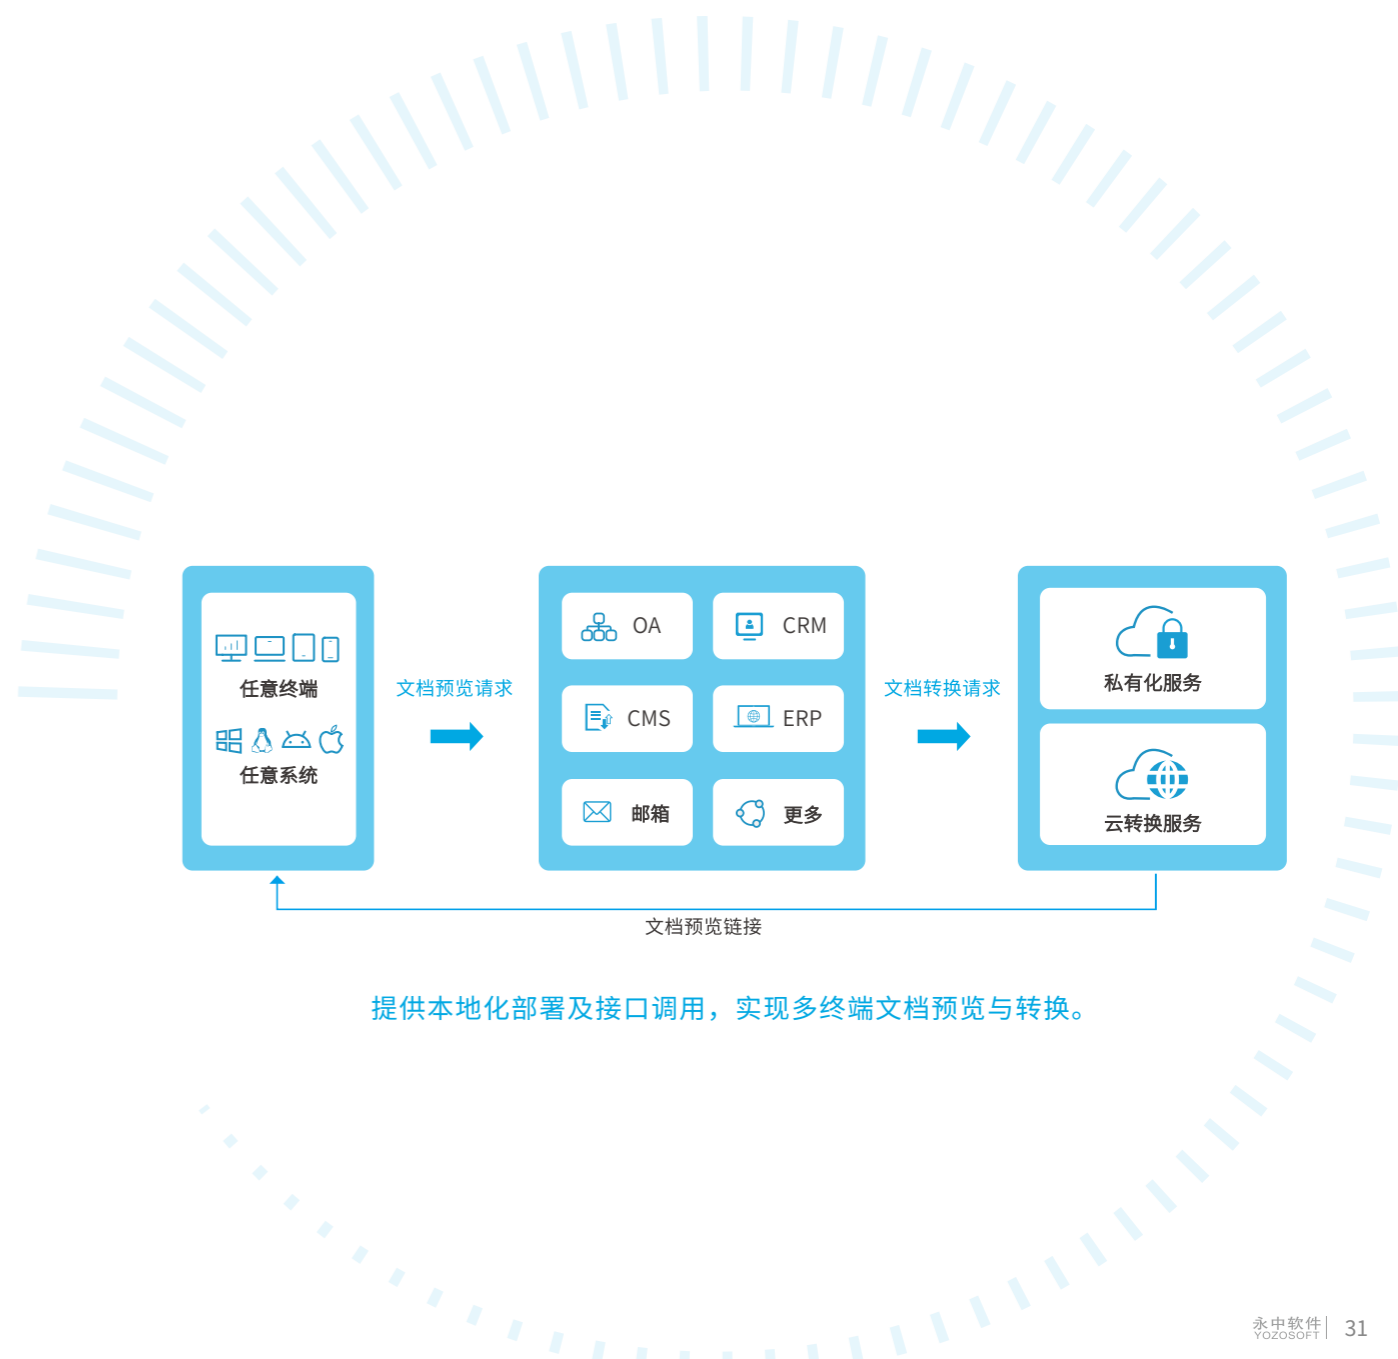 任意终端
任意系统
文档预览请求
OA
CRM
CMS
ERP
邮箱
更多
文档转换请求
私有化服务
云转换服务
文档预览链接
提供本地化部署及接口调用，实现多终端文档预览与转换。
永中软件
YOZOSOFT
31